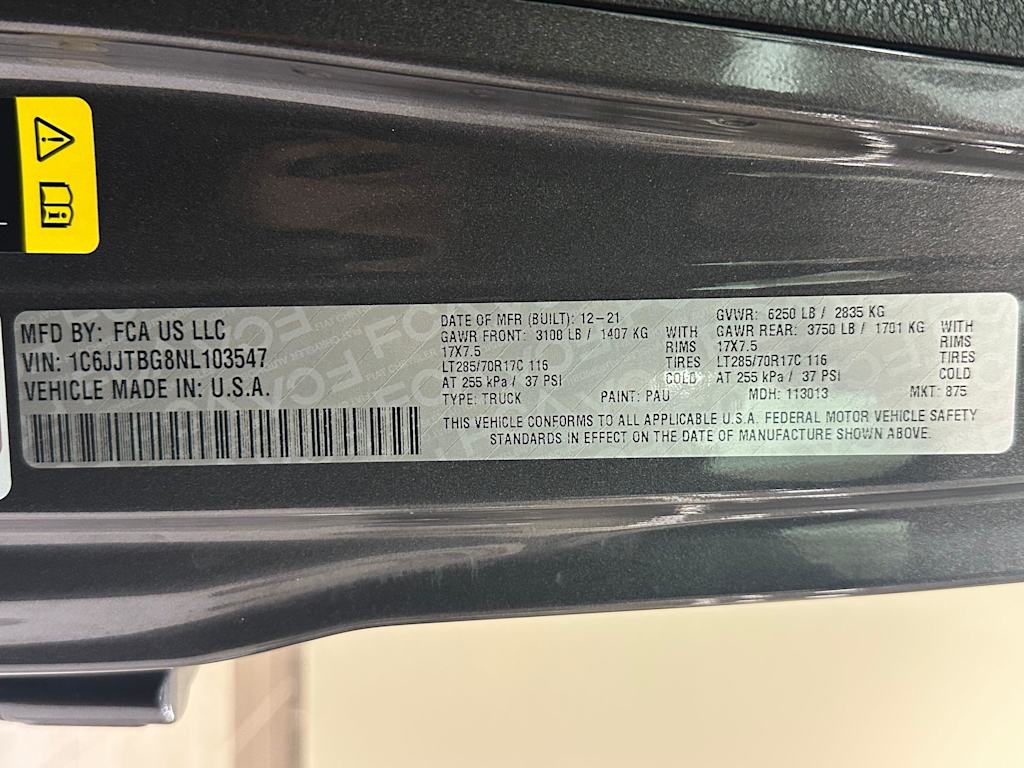 MFD BY: FCA US LLC
VIN: 1C6JJTBG8NL103547
VEHICLE MADE IN: U.S.A.
DATE OF MFR (BUILT): 12-21
GAWR FRONT: 3100 LB / 1407 KG WITH
17X7.5 RIMS
LT285/70R17C 116 TIRES
AT 255 kPa / 37 PSI COLD
GVWR: 6250 LB / 2835 KG
GAWR REAR: 3750 LB / 1701 KG WITH
17X7.5 RIMS
LT285/70R17C 116 TIRES
AT 255 kPa / 37 PSI COLD
TYPE: TRUCK PAINT: PAU MDH: 113013 MKT: 875
THIS VEHICLE CONFORMS TO ALL APPLICABLE U.S.A. FEDERAL MOTOR VEHICLE SAFETY
STANDARDS IN EFFECT ON THE DATE OF MANUFACTURE SHOWN ABOVE.